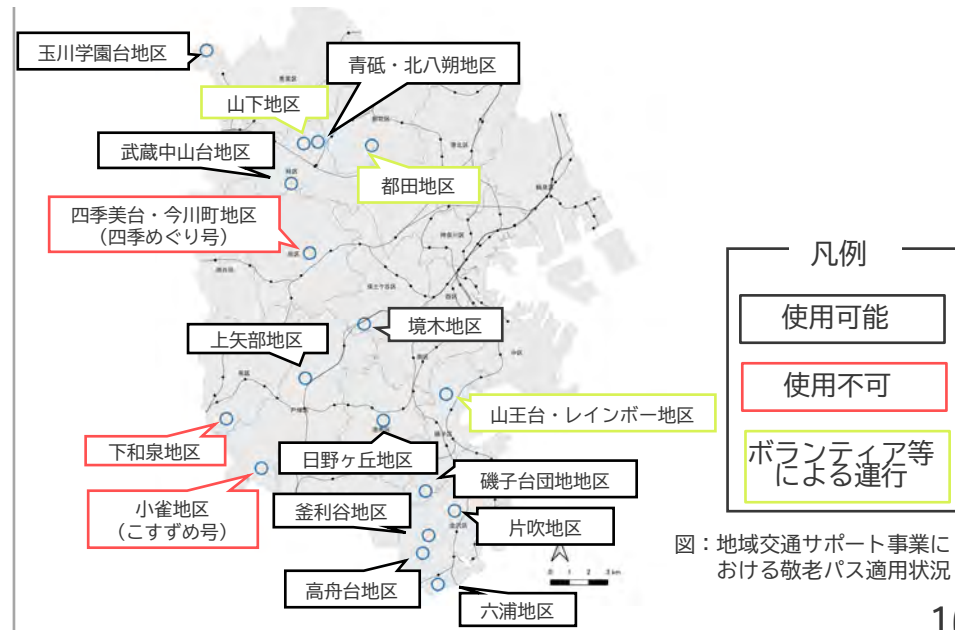 玉川学園台地区
青砥・北八朔地区
山下地区
武蔵中山台地区
都田地区
四季美台・今川町地区
（四季めぐり号）
境木地区
上矢部地区
山王台・レインボー地区
下和泉地区
日野ヶ丘地区
磯子台団地地区
小雀地区
（こすずめ号）
釜利谷地区
片吹地区
高舟台地区
六浦地区
0 1 2 3 km
凡例
使用可能
使用不可
ボランティア等
による運行
図：地域交通サポート事業に
おける敬老パス適用状況